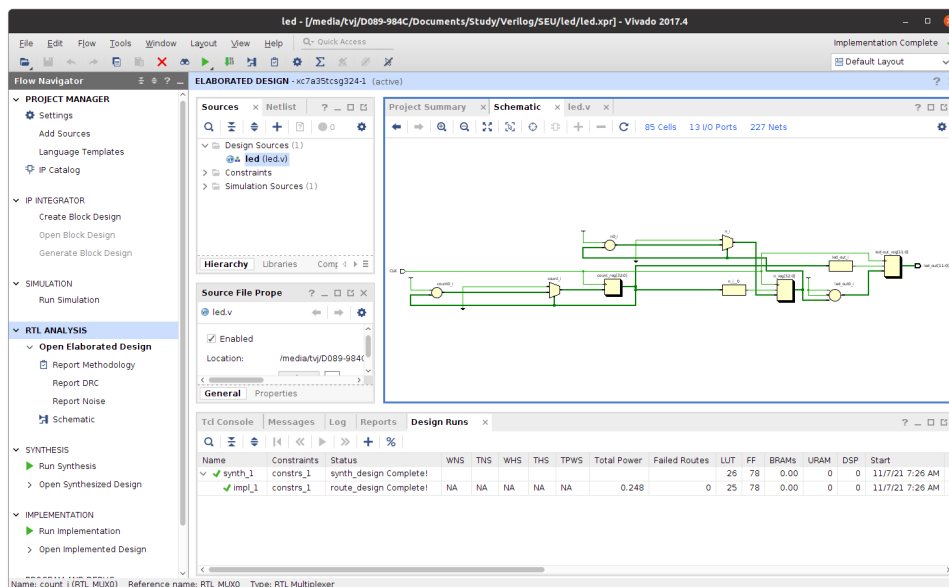 led - [/media/tvj/D089-984C/Documents/Study/Verilog/SEU/led/led.xpr] - Vivado 2017.4
File Edit Flow Tools Window Layout View Help Quick Access
Implementation Complete
Default Layout
Flow Navigator
PROJECT MANAGER
Settings
Add Sources
Language Templates
IP Catalog
IP INTEGRATOR
Create Block Design
Open Block Design
Generate Block Design
SIMULATION
Run Simulation
RTL ANALYSIS
Open Elaborated Design
Report Methodology
Report DRC
Report Noise
Schematic
SYNTHESIS
Run Synthesis
Open Synthesized Design
IMPLEMENTATION
Run Implementation
Open Implemented Design
ELABORATED DESIGN - xc7a35tcsg324-1 (active)
Sources Netlist
0
Design Sources (1)
led (led.v)
Constraints
Simulation Sources (1)
Hierarchy Libraries Comp
Source File Prope
led.v
Enabled
Location: /media/tvj/D089-984C
General Properties
Project Summary Schematic led.v
85 Cells 13 I/O Ports 227 Nets
count_i
n_i
led_out_i
Tcl Console Messages Log Reports Design Runs
Name Constraints Status WNS TNS WHS THS TPWS Total Power Failed Routes LUT FF BRAMs URAM DSP Start
synth_1 constrs_1 synth_design Complete! 26 78 0.00 0 0 11/7/21 7:26 AM
impl_1 constrs_1 route_design Complete! NA NA NA NA NA 0.248 0 25 78 0.00 0 0 11/7/21 7:26 AM
Name: count_i (RTL_MUX0) Reference name: RTL_MUX0 Type: RTL Multiplexer